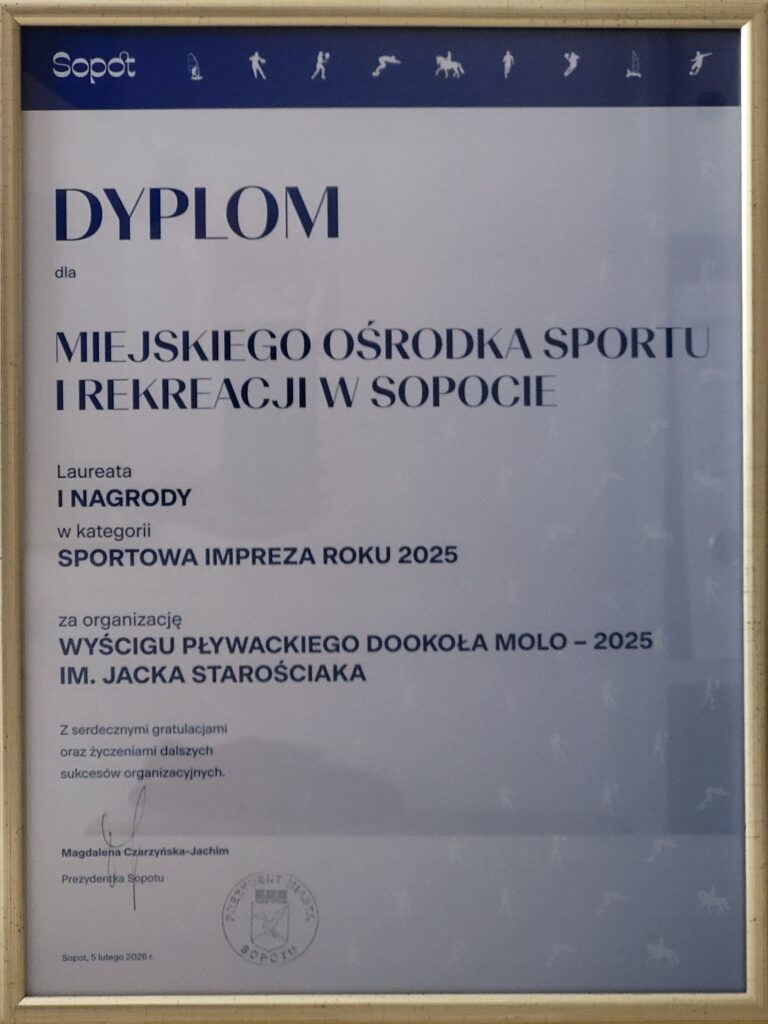 Sopot
DYPLOM
dla
MIEJSKIEGO OŚRODKA SPORTU
I REKREACJI W SOPOCIE
Laureata
I NAGRODY
w kategorii
SPORTOWA IMPREZA ROKU 2025
za organizację
WYŚCIGU PŁYWACKIEGO DOOKOŁA MOLO – 2025
IM. JACKA STAROŚCIAKA
Z serdecznymi gratulacjami
oraz życzeniami dalszych
sukcesów organizacyjnych.
Magdalena Czarzyńska-Jachim
Prezydentka Sopotu
PREZYDENT MIASTA
SOPOTU
Sopot, 5 lutego 2026 r.